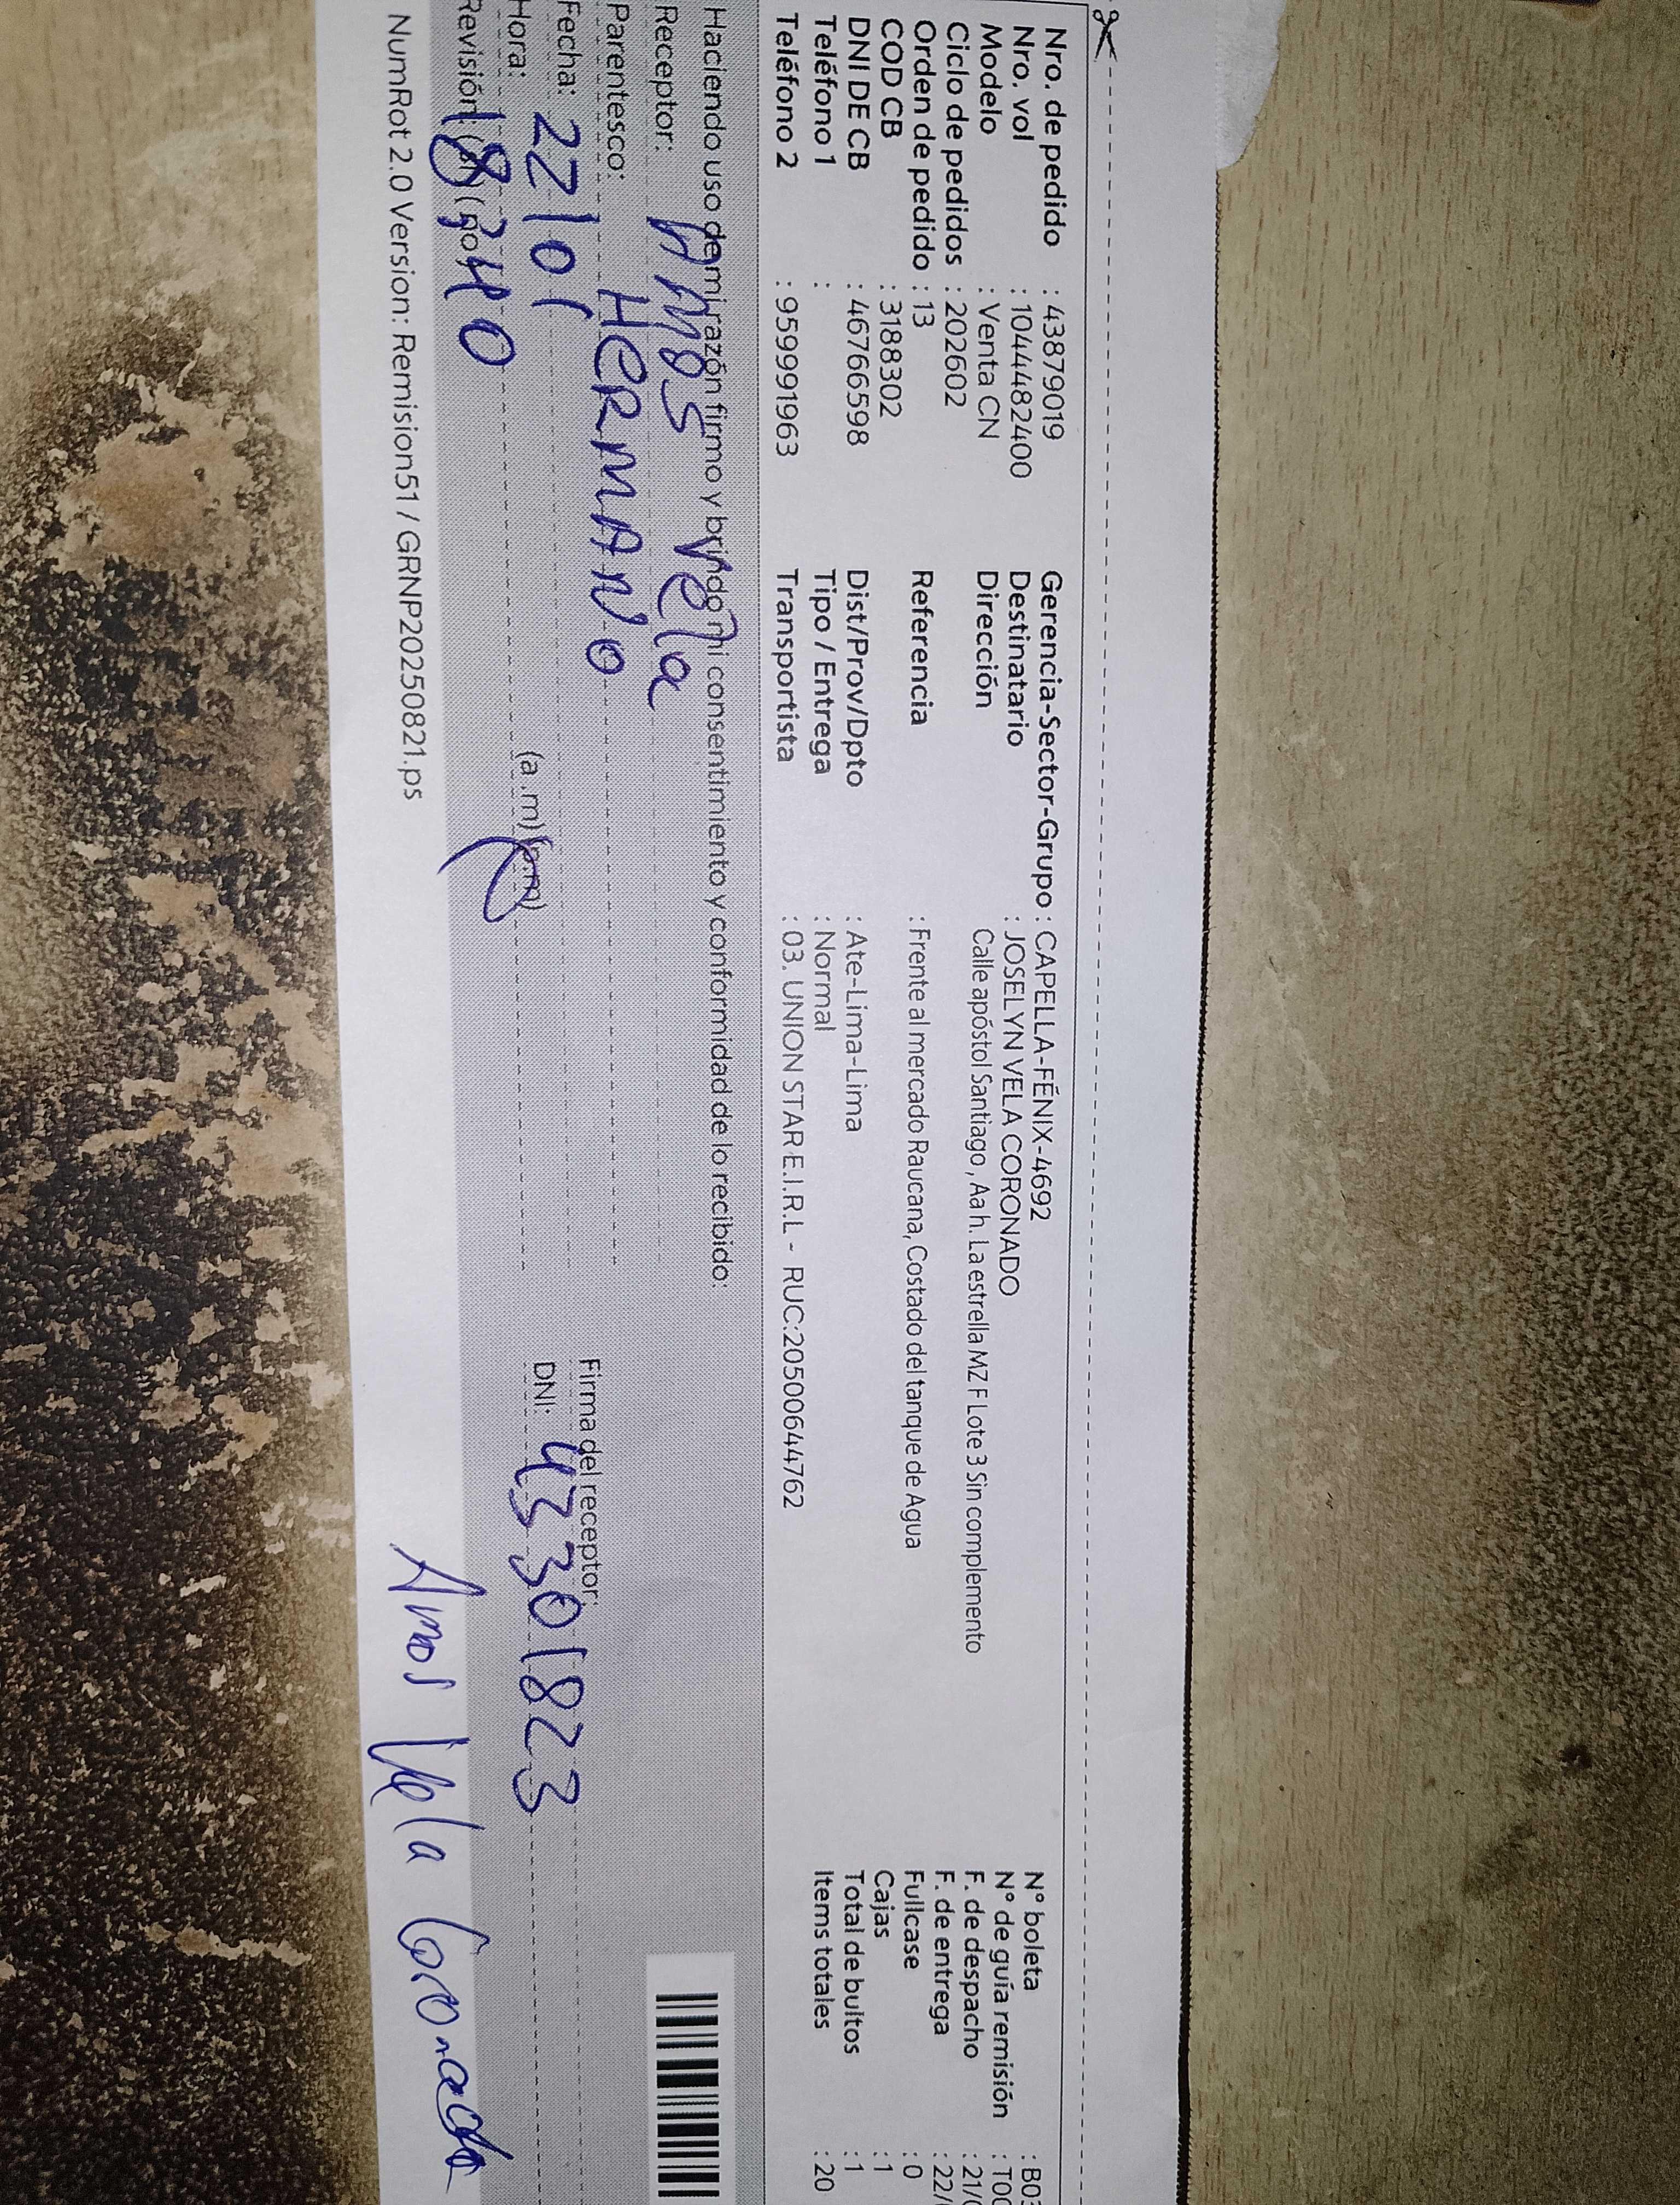 Nro. de pedido : 43879019 Gerencia-Sector-Grupo : CAPELLA-FÉNIX-4692 N° boleta : B03
Nro. vol : 1044482400 Destinatario : JOSELYN VELA CORONADO N° de guía remisión : T00
Modelo : Venta CN Dirección Calle apóstol Santiago , Aa h. La estrella MZ F Lote 3 Sin complemento F. de despacho : 21/
Ciclo de pedidos : 202602 F. de entrega : 22/
Orden de pedido : 13 Referencia : Frente al mercado Raucana, Costado del tanque de Agua Fullcase : 0
COD CB : 3188302 Cajas : 1
DNI DE CB : 46766598 Dist/Prov/Dpto : Ate-Lima-Lima Total de bultos : 1
Teléfono 1 : Tipo / Entrega : Normal Items totales : 20
Teléfono 2 : 959991963 Transportista : 03. UNION STAR E.I.R.L - RUC:20500644762
Haciendo uso de mi razón firmo y brindo mi consentimiento y conformidad de lo recibido:
Receptor: Amos Vela
Parentesco: HERMANO
Fecha: 22/01 Firma del receptor:
Hora: 18:40 (a.m) (p.m) DNI: 43301823
Revisión
Amos Vela Coronado
NumRot 2.0 Version: Remision51 / GRNP20250821.ps